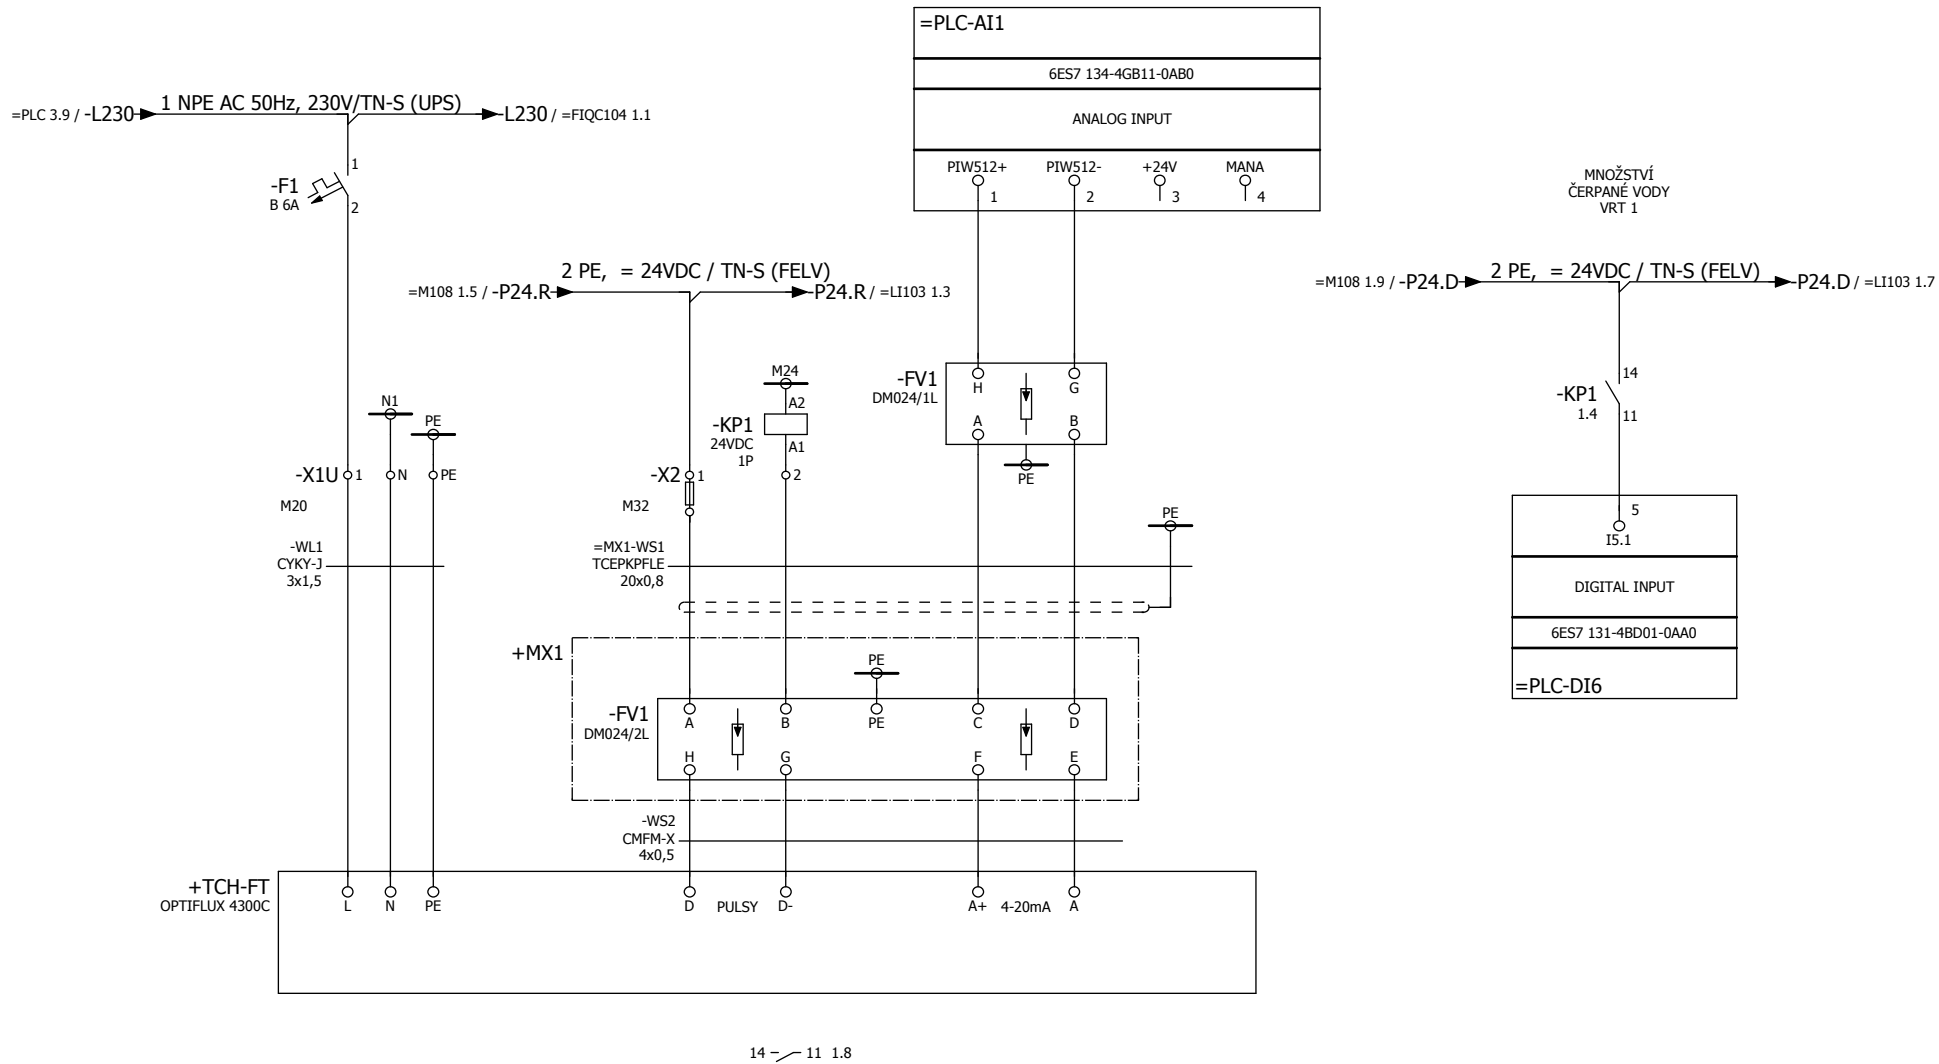 =PLC-AI1
6ES7 134-4GB11-0AB0
ANALOG INPUT
PIW512+ PIW512- +24V MANA
1 2 3 4
=PLC 3.9 / -L230 1 NPE AC 50Hz, 230V/TN-S (UPS) -L230 / =FIQC104 1.1
1
-F1
B 6A
2
MNOŽSTVÍ
ČERPANÉ VODY
VRT 1
=M108 1.5 / -P24.R 2 PE, = 24VDC / TN-S (FELV) -P24.R / =LI103 1.3
=M108 1.9 / -P24.D 2 PE, = 24VDC / TN-S (FELV) -P24.D / =LI103 1.7
-FV1
DM024/1L
H G
A B
PE
M24
A2
-KP1
24VDC
1P
A1
14
-KP1
1.4
11
N1
PE
-X1U 1 N PE
M20
-X2 1 2
M32
PE
-WL1
CYKY-J
3x1,5
=MX1-WS1
TCEPKPFLE
20x0,8
5
I5.1
DIGITAL INPUT
6ES7 131-4BD01-0AA0
=PLC-DI6
+MX1
PE
-FV1
DM024/2L
A B PE C D
H G F E
-WS2
CMFM-X
4x0,5
+TCH-FT
OPTIFLUX 4300C
L N PE D PULSY D- A+ 4-20mA A
14 11 1.8